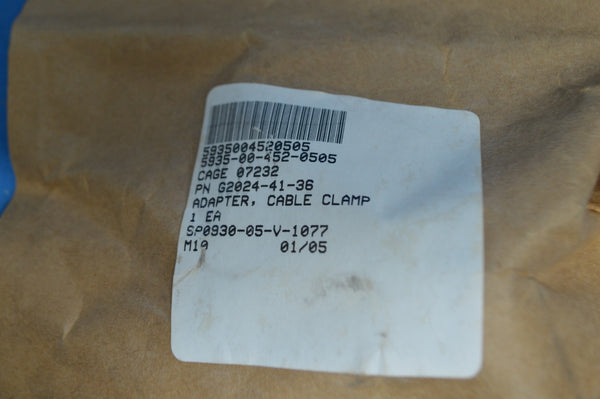 5935004520505
5935-00-452-0505
CAGE 07232
PN G2024-41-36
ADAPTER, CABLE CLAMP
1 EA
SP0930-05-V-1077
M19 01/05